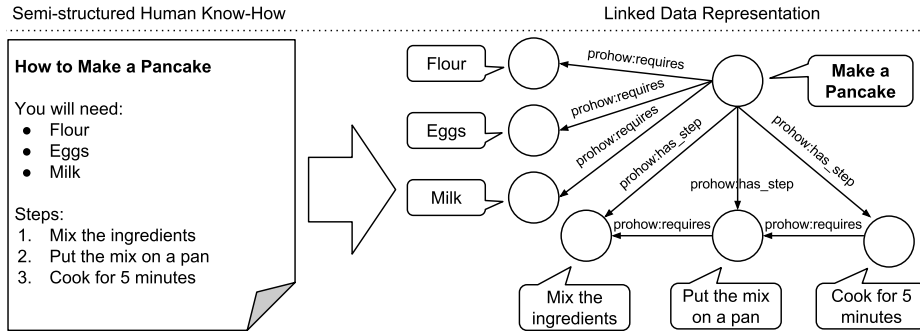 Semi-structured Human Know-How
Linked Data Representation
How to Make a Pancake
You will need:
● Flour
● Eggs
● Milk
Steps:
1. Mix the ingredients
2. Put the mix on a pan
3. Cook for 5 minutes
Flour
Eggs
Milk
Make a
Pancake
prohow:requires
prohow:requires
prohow:requires
prohow:has_step
prohow:has_step
prohow:has_step
prohow:requires
prohow:requires
Mix the
ingredients
Put the mix
on a pan
Cook for 5
minutes